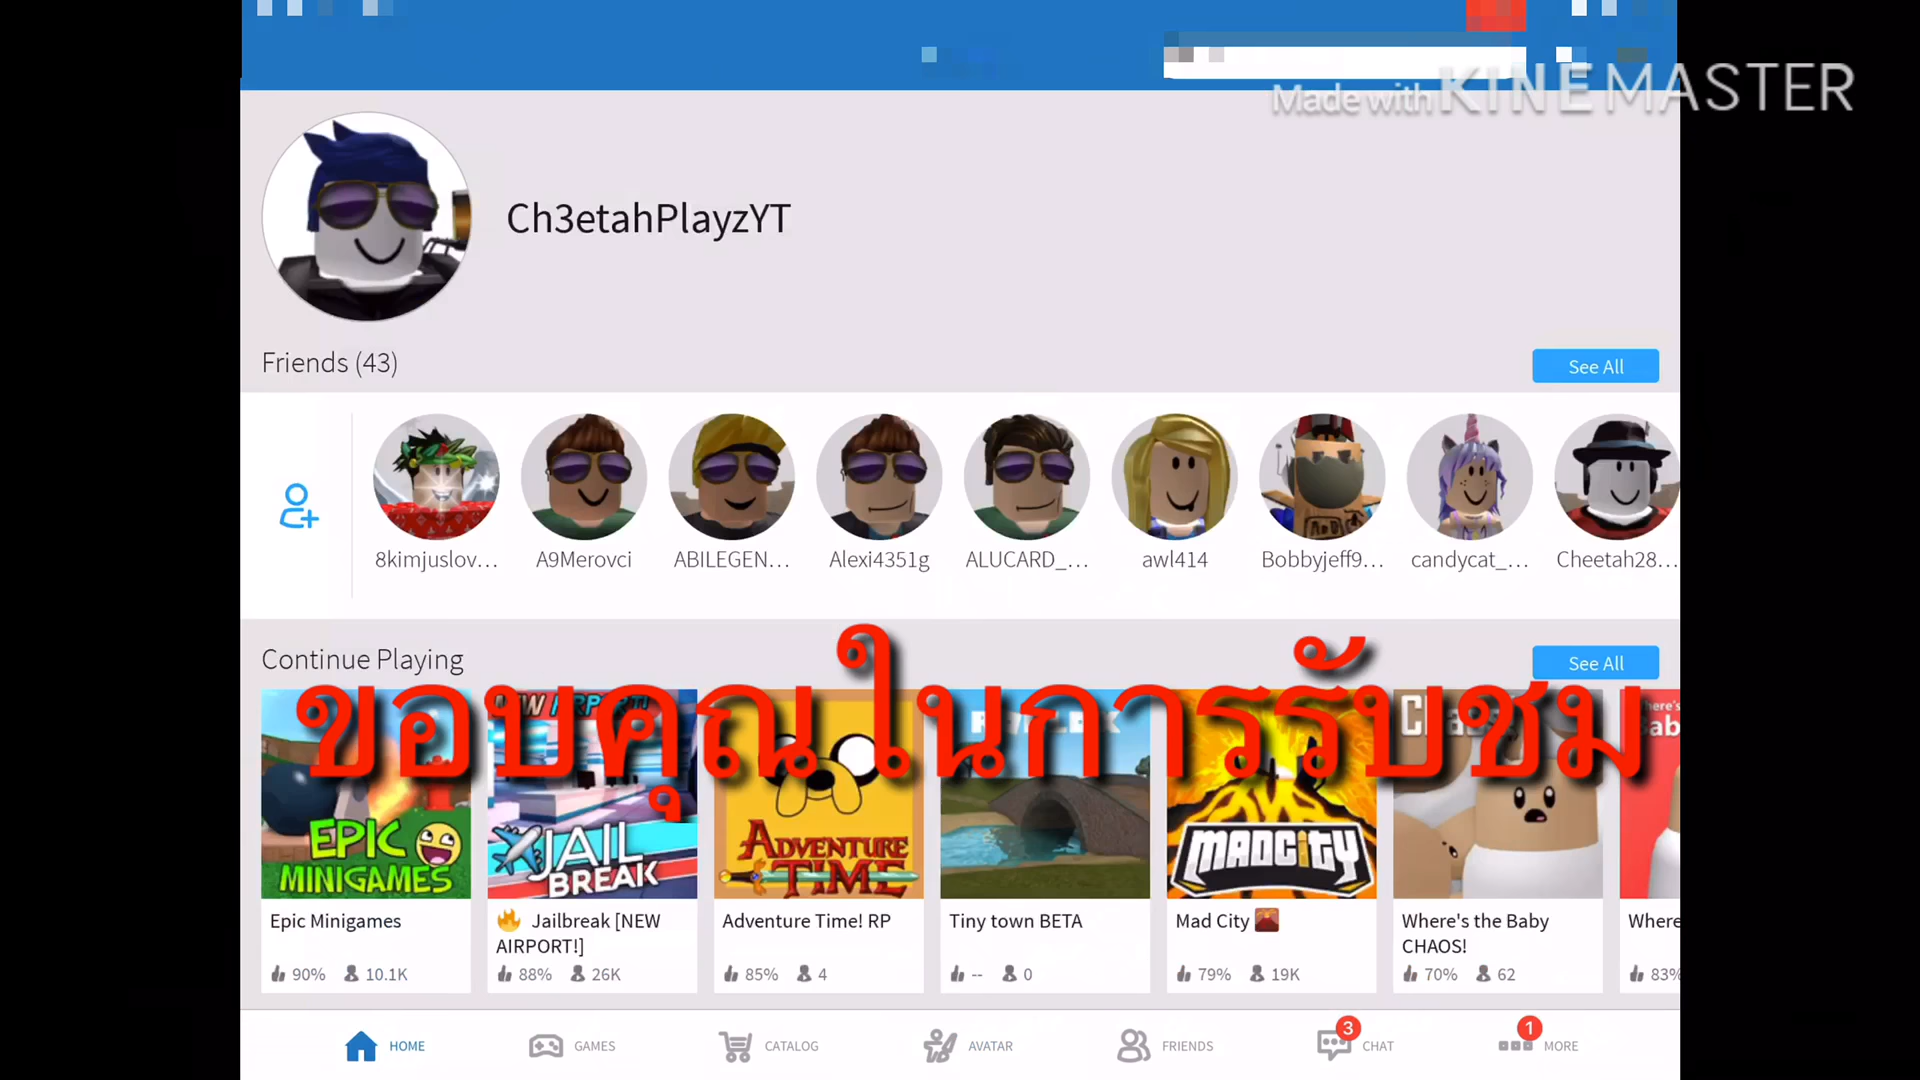 Made with KINEMASTER
Ch3etahPlayzYT
Friends (43)
See All
8kimjuslov...
A9Merovci
ABILEGEN...
Alexi4351g
ALUCARD_...
awl414
Bobbyjeff9...
candycat_...
Cheetah28...
Continue Playing
See All
ขอบคุณในการรับชม
EPIC
MINIGAMES
NEW AIRPORT!
JAIL
BREAK
ADVENTURE
TIME
MADCITY
Epic Minigames
90% 10.1K
Jailbreak [NEW
AIRPORT!]
88% 26K
Adventure Time! RP
85% 4
Tiny town BETA
-- 0
Mad City
79% 19K
Where's the Baby
CHAOS!
70% 62
Where
83%
HOME
GAMES
CATALOG
AVATAR
FRIENDS
3
CHAT
1
MORE